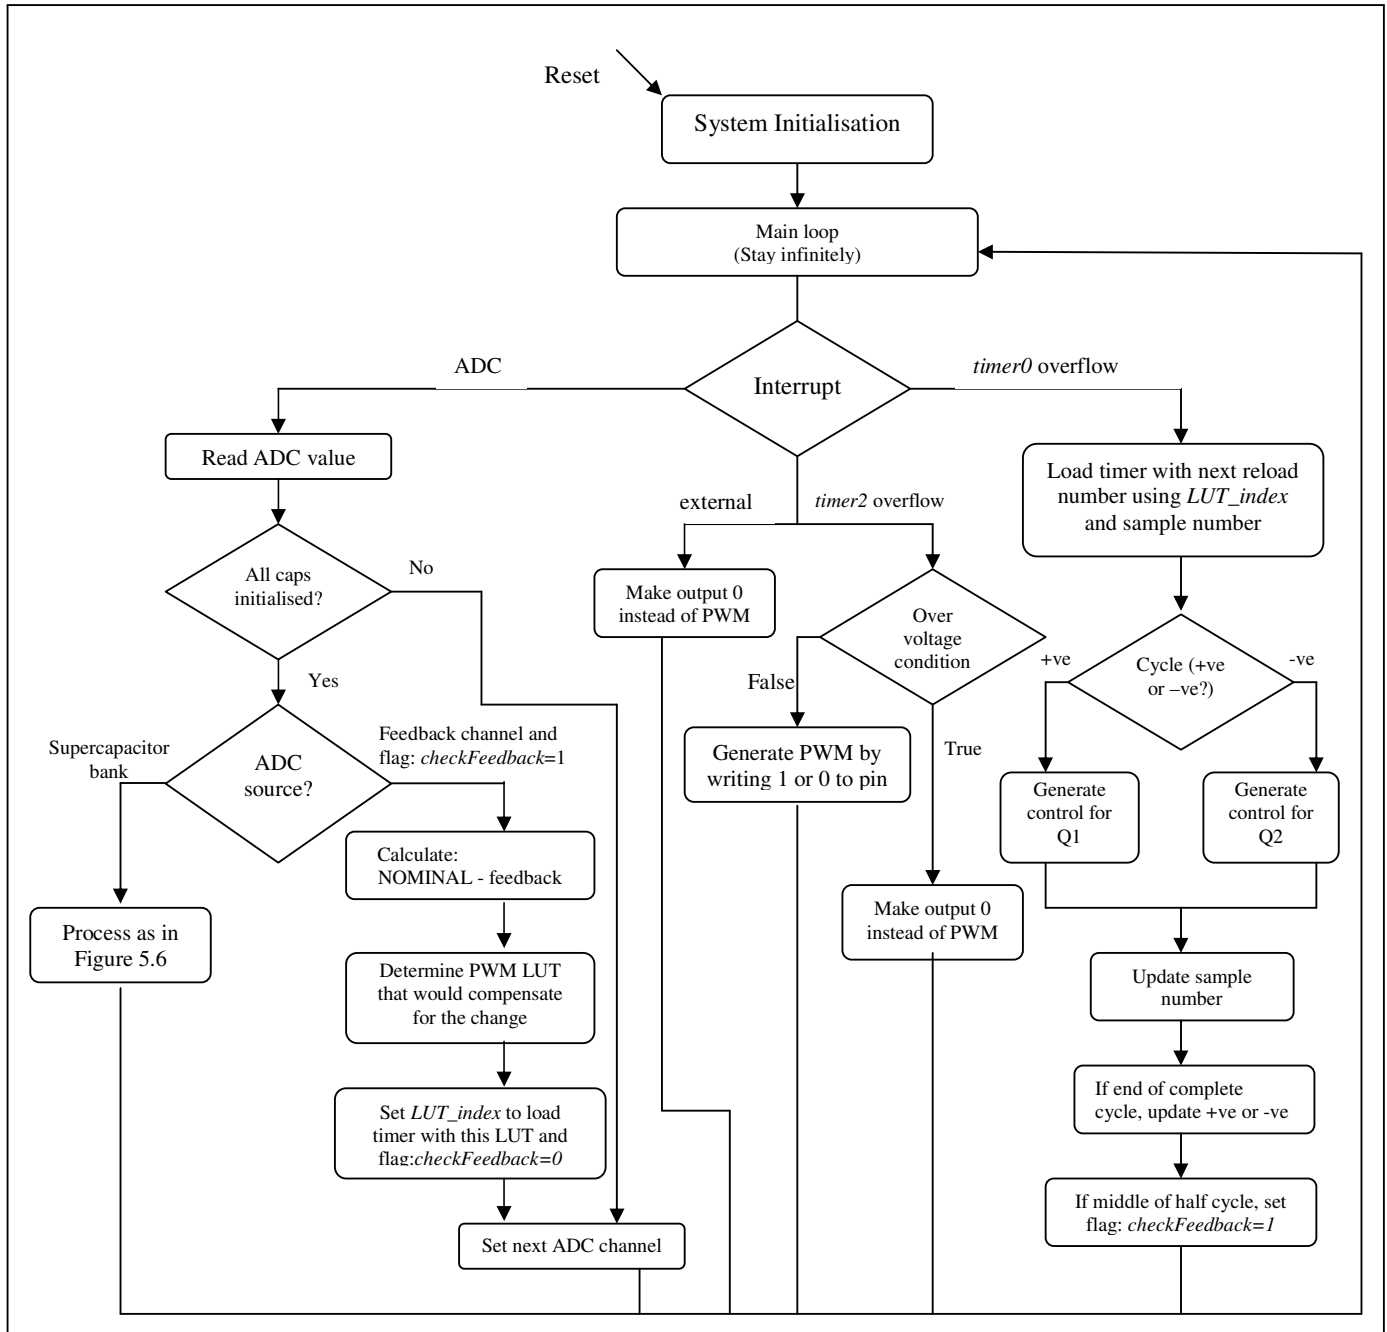 Reset
System Initialisation
Main loop
(Stay infinitely)
ADC
Interrupt
timer0 overflow
Read ADC value
Load timer with next reload
number using LUT_index
and sample number
external
timer2 overflow
All caps
initialised?
No
Yes
Make output 0
instead of PWM
Over
voltage
condition
False
True
+ve
Cycle (+ve
or –ve?)
-ve
Supercapacitor
bank
ADC
source?
Feedback channel and
flag: checkFeedback=1
Generate PWM by
writing 1 or 0 to pin
Generate
control for
Q1
Generate
control for
Q2
Calculate:
NOMINAL - feedback
Process as in
Figure 5.6
Make output 0
instead of PWM
Determine PWM LUT
that would compensate
for the change
Update sample
number
Set LUT_index to load
timer with this LUT and
flag:checkFeedback=0
If end of complete
cycle, update +ve or -ve
If middle of half cycle, set
flag: checkFeedback=1
Set next ADC channel